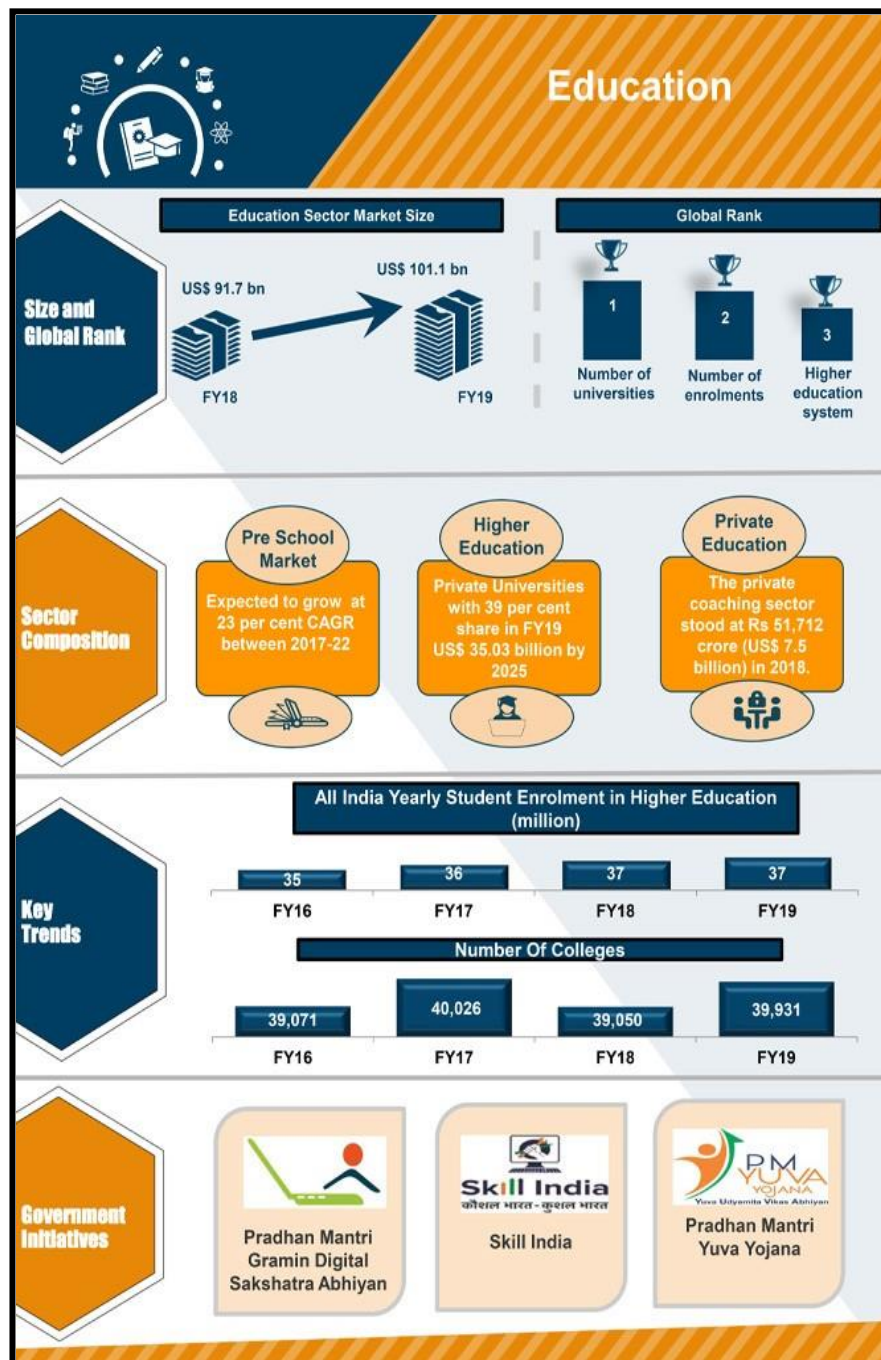 Education
Size and
Global Rank
Education Sector Market Size
US$ 91.7 bn
US$ 101.1 bn
FY18
FY19
Global Rank
1
2
3
Number of
universities
Number of
enrolments
Higher
education
system
Sector
Composition
Pre School
Market
Expected to grow at
23 per cent CAGR
between 2017-22
Higher
Education
Private Universities
with 39 per cent
share in FY19
US$ 35.03 billion by
2025
Private
Education
The private
coaching sector
stood at Rs 51,712
crore (US$ 7.5
billion) in 2018.
Key
Trends
All India Yearly Student Enrolment in Higher Education
(million)
35
36
37
37
FY16
FY17
FY18
FY19
Number Of Colleges
39,071
40,026
39,050
39,931
FY16
FY17
FY18
FY19
Government
Initiatives
Pradhan Mantri
Gramin Digital
Sakshatra Abhiyan
Skill India
कौशल भारत - कुशल भारत
Skill India
PM
YUVA
YOJANA
Yuva Udyamita Vikas Abhiyan
Pradhan Mantri
Yuva Yojana